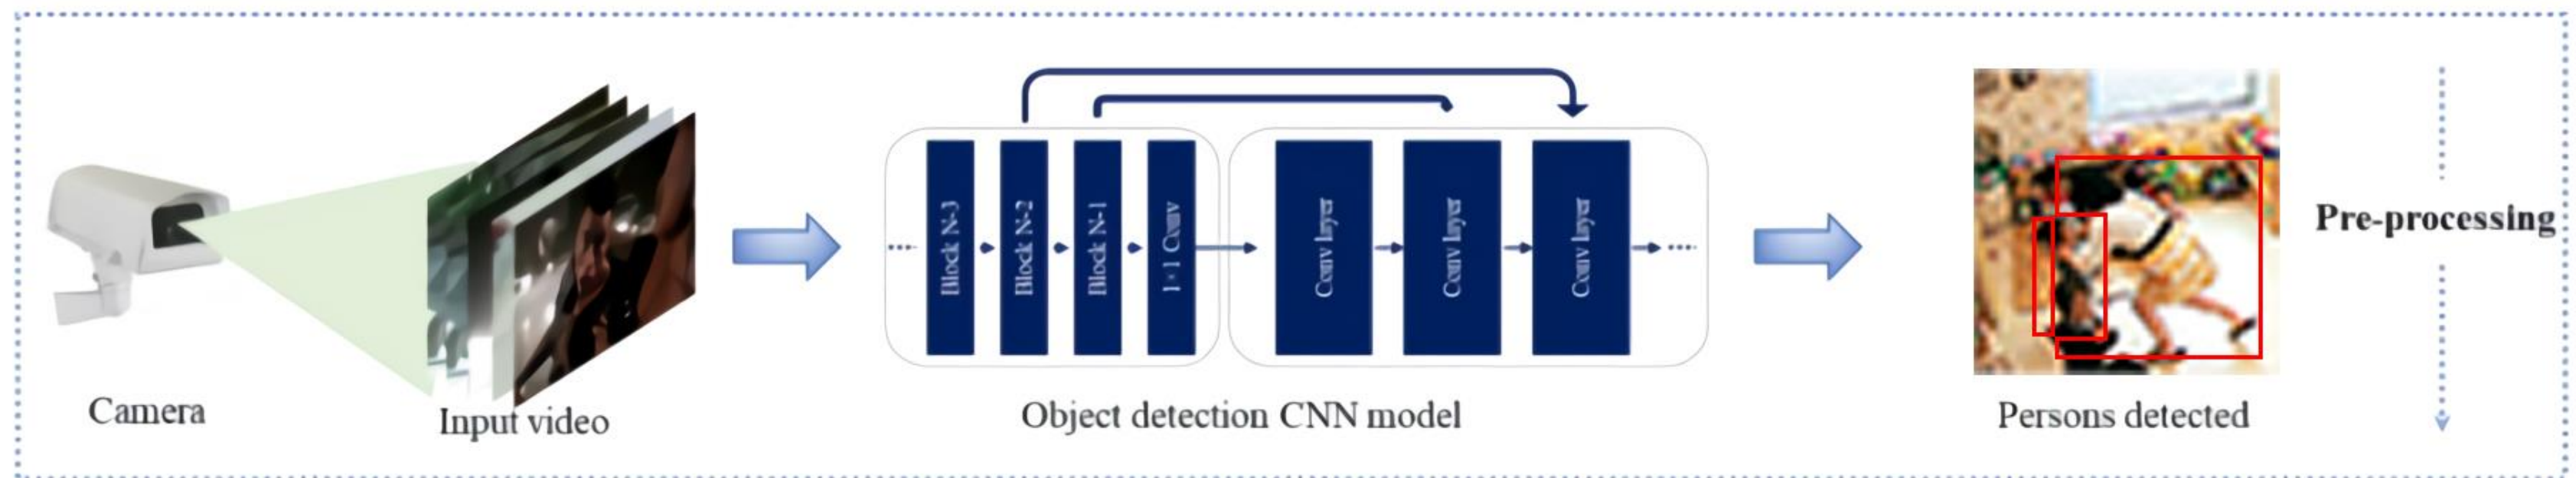 Block N-3
Block N-2
Block N-1
1×1 Conv
Conv layer
Conv layer
Conv layer
Pre-processing
Camera
Input video
Object detection CNN model
Persons detected